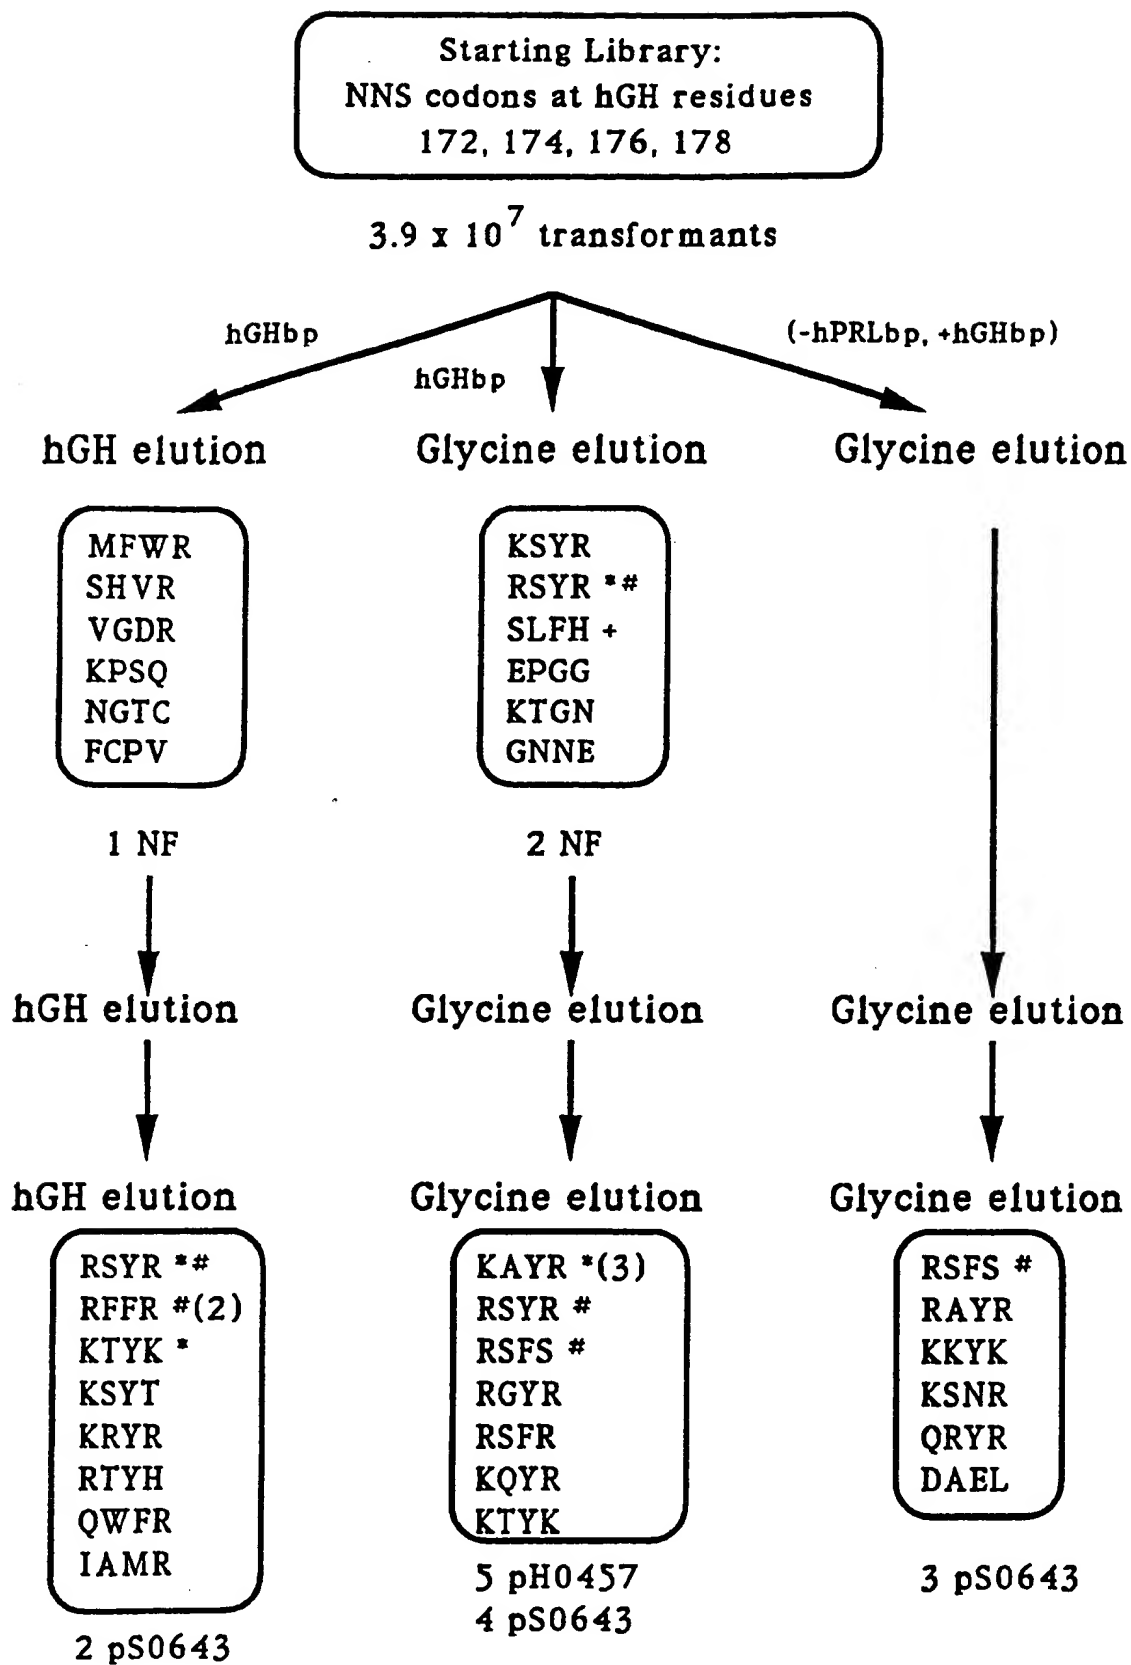 Starting Library:
NNS codons at hGH residues
172, 174, 176, 178
3.9 x 10^7 transformants
hGHbp
hGHbp
(-hPRLbp, +hGHbp)
hGH elution
Glycine elution
Glycine elution
MFWR
SHVR
VGDR
KPSQ
NGTC
FCPV
KSYR
RSYR *#
SLFH +
EPGG
KTGN
GNNE
1 NF
2 NF
hGH elution
Glycine elution
Glycine elution
hGH elution
Glycine elution
Glycine elution
RSYR *#
RFFR #(2)
KTYK *
KSYT
KRYR
RTYH
QWFR
IAMR
KAYR *(3)
RSYR #
RSFS #
RGYR
RSFR
KQYR
KTYK
RSFS #
RAYR
KKYK
KSNR
QRYR
DAEL
2 pS0643
5 pH0457
4 pS0643
3 pS0643